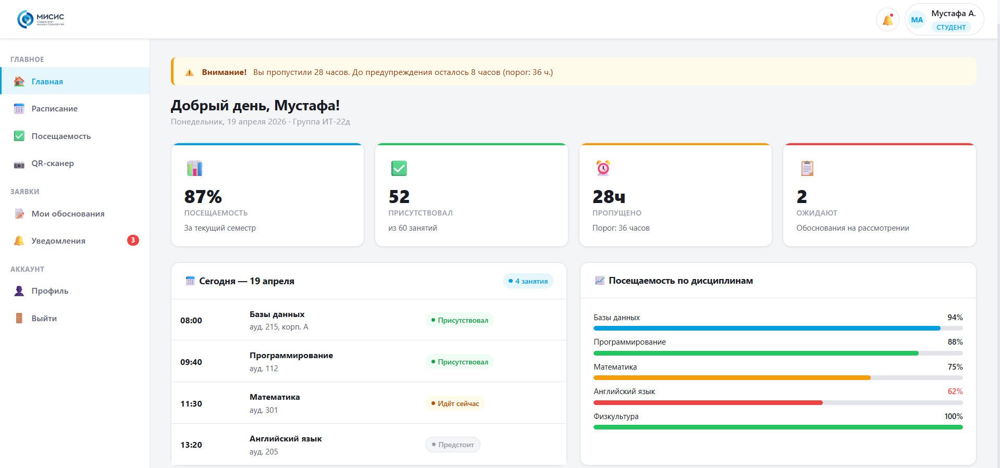 МИСИС
УНИВЕРСИТЕТ
НАУКИ И ТЕХНОЛОГИЙ
МА
Мустафа А.
СТУДЕНТ
ГЛАВНОЕ
Главная
Расписание
Посещаемость
QR-сканер
ЗАЯВКИ
Мои обоснования
Уведомления
3
АККАУНТ
Профиль
Выйти
Внимание! Вы пропустили 28 часов. До предупреждения осталось 8 часов (порог: 36 ч.)
Добрый день, Мустафа!
Понедельник, 19 апреля 2026 · Группа ИТ-22д
87%
ПОСЕЩАЕМОСТЬ
За текущий семестр
52
ПРИСУТСТВОВАЛ
из 60 занятий
28ч
ПРОПУЩЕНО
Порог: 36 часов
2
ОЖИДАЮТ
Обоснования на рассмотрении
Сегодня — 19 апреля
4 занятия
08:00
Базы данных
ауд. 215, корп. А
Присутствовал
09:40
Программирование
ауд. 112
Присутствовал
11:30
Математика
ауд. 301
Идёт сейчас
13:20
Английский язык
ауд. 205
Предстоит
Посещаемость по дисциплинам
Базы данных 94%
Программирование 88%
Математика 75%
Английский язык 62%
Физкультура 100%